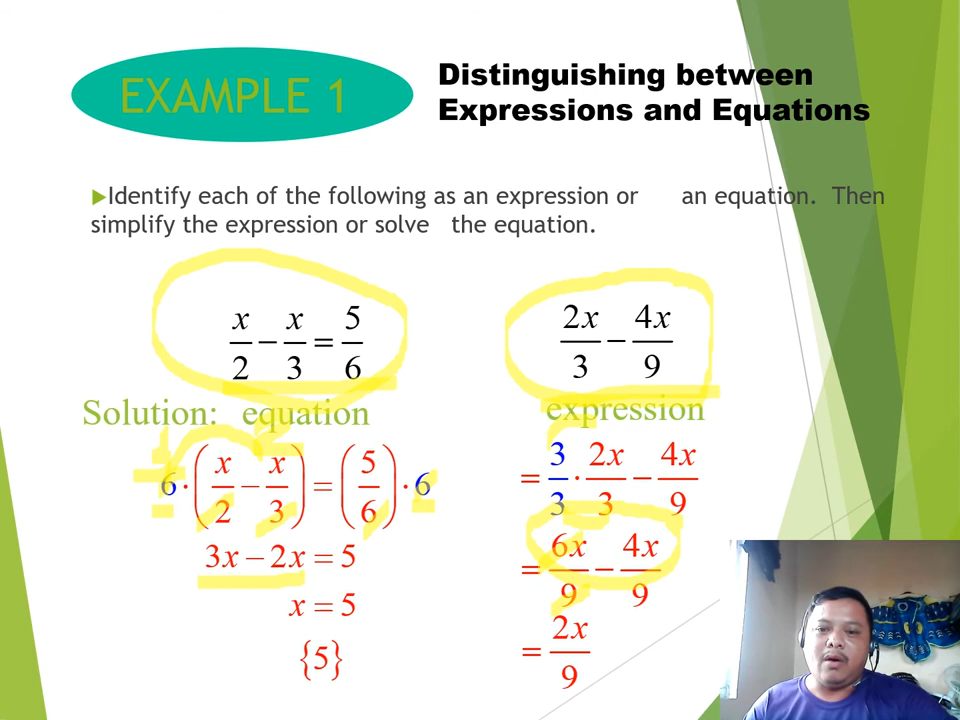 EXAMPLE 1
Distinguishing between
Expressions and Equations
Identify each of the following as an expression or an equation. Then
simplify the expression or solve the equation.
x/2 − x/3 = 5/6
Solution: equation
6 · (x/2 − x/3) = (5/6) · 6
3x − 2x = 5
x = 5
{5}
2x/3 − 4x/9
expression
= 3/3 · 2x/3 − 4x/9
= 6x/9 − 4x/9
= 2x/9